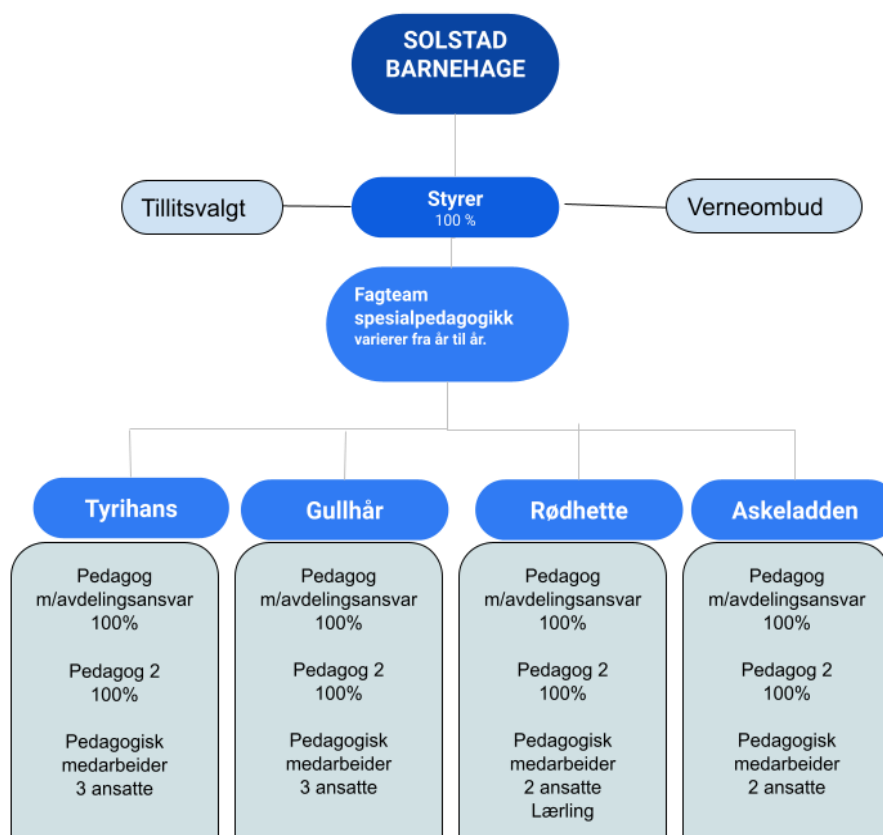 SOLSTAD
BARNEHAGE
Styrer
100 %
Tillitsvalgt
Verneombud
Fagteam
spesialpedagogikk
varierer fra år til år.
Tyrihans
Pedagog
m/avdelingsansvar
100%
Pedagog 2
100%
Pedagogisk
medarbeider
3 ansatte
Gullhår
Pedagog
m/avdelingsansvar
100%
Pedagog 2
100%
Pedagogisk
medarbeider
3 ansatte
Rødhette
Pedagog
m/avdelingsansvar
100%
Pedagog 2
100%
Pedagogisk
medarbeider
2 ansatte
Lærling
Askeladden
Pedagog
m/avdelingsansvar
100%
Pedagog 2
100%
Pedagogisk
medarbeider
2 ansatte